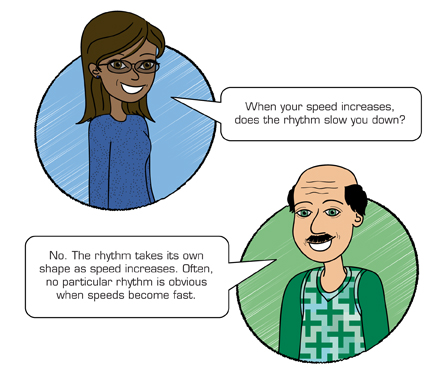 When your speed increases,
does the rhythm slow you down?
No. The rhythm takes its own
shape as speed increases. Often,
no particular rhythm is obvious
when speeds become fast.